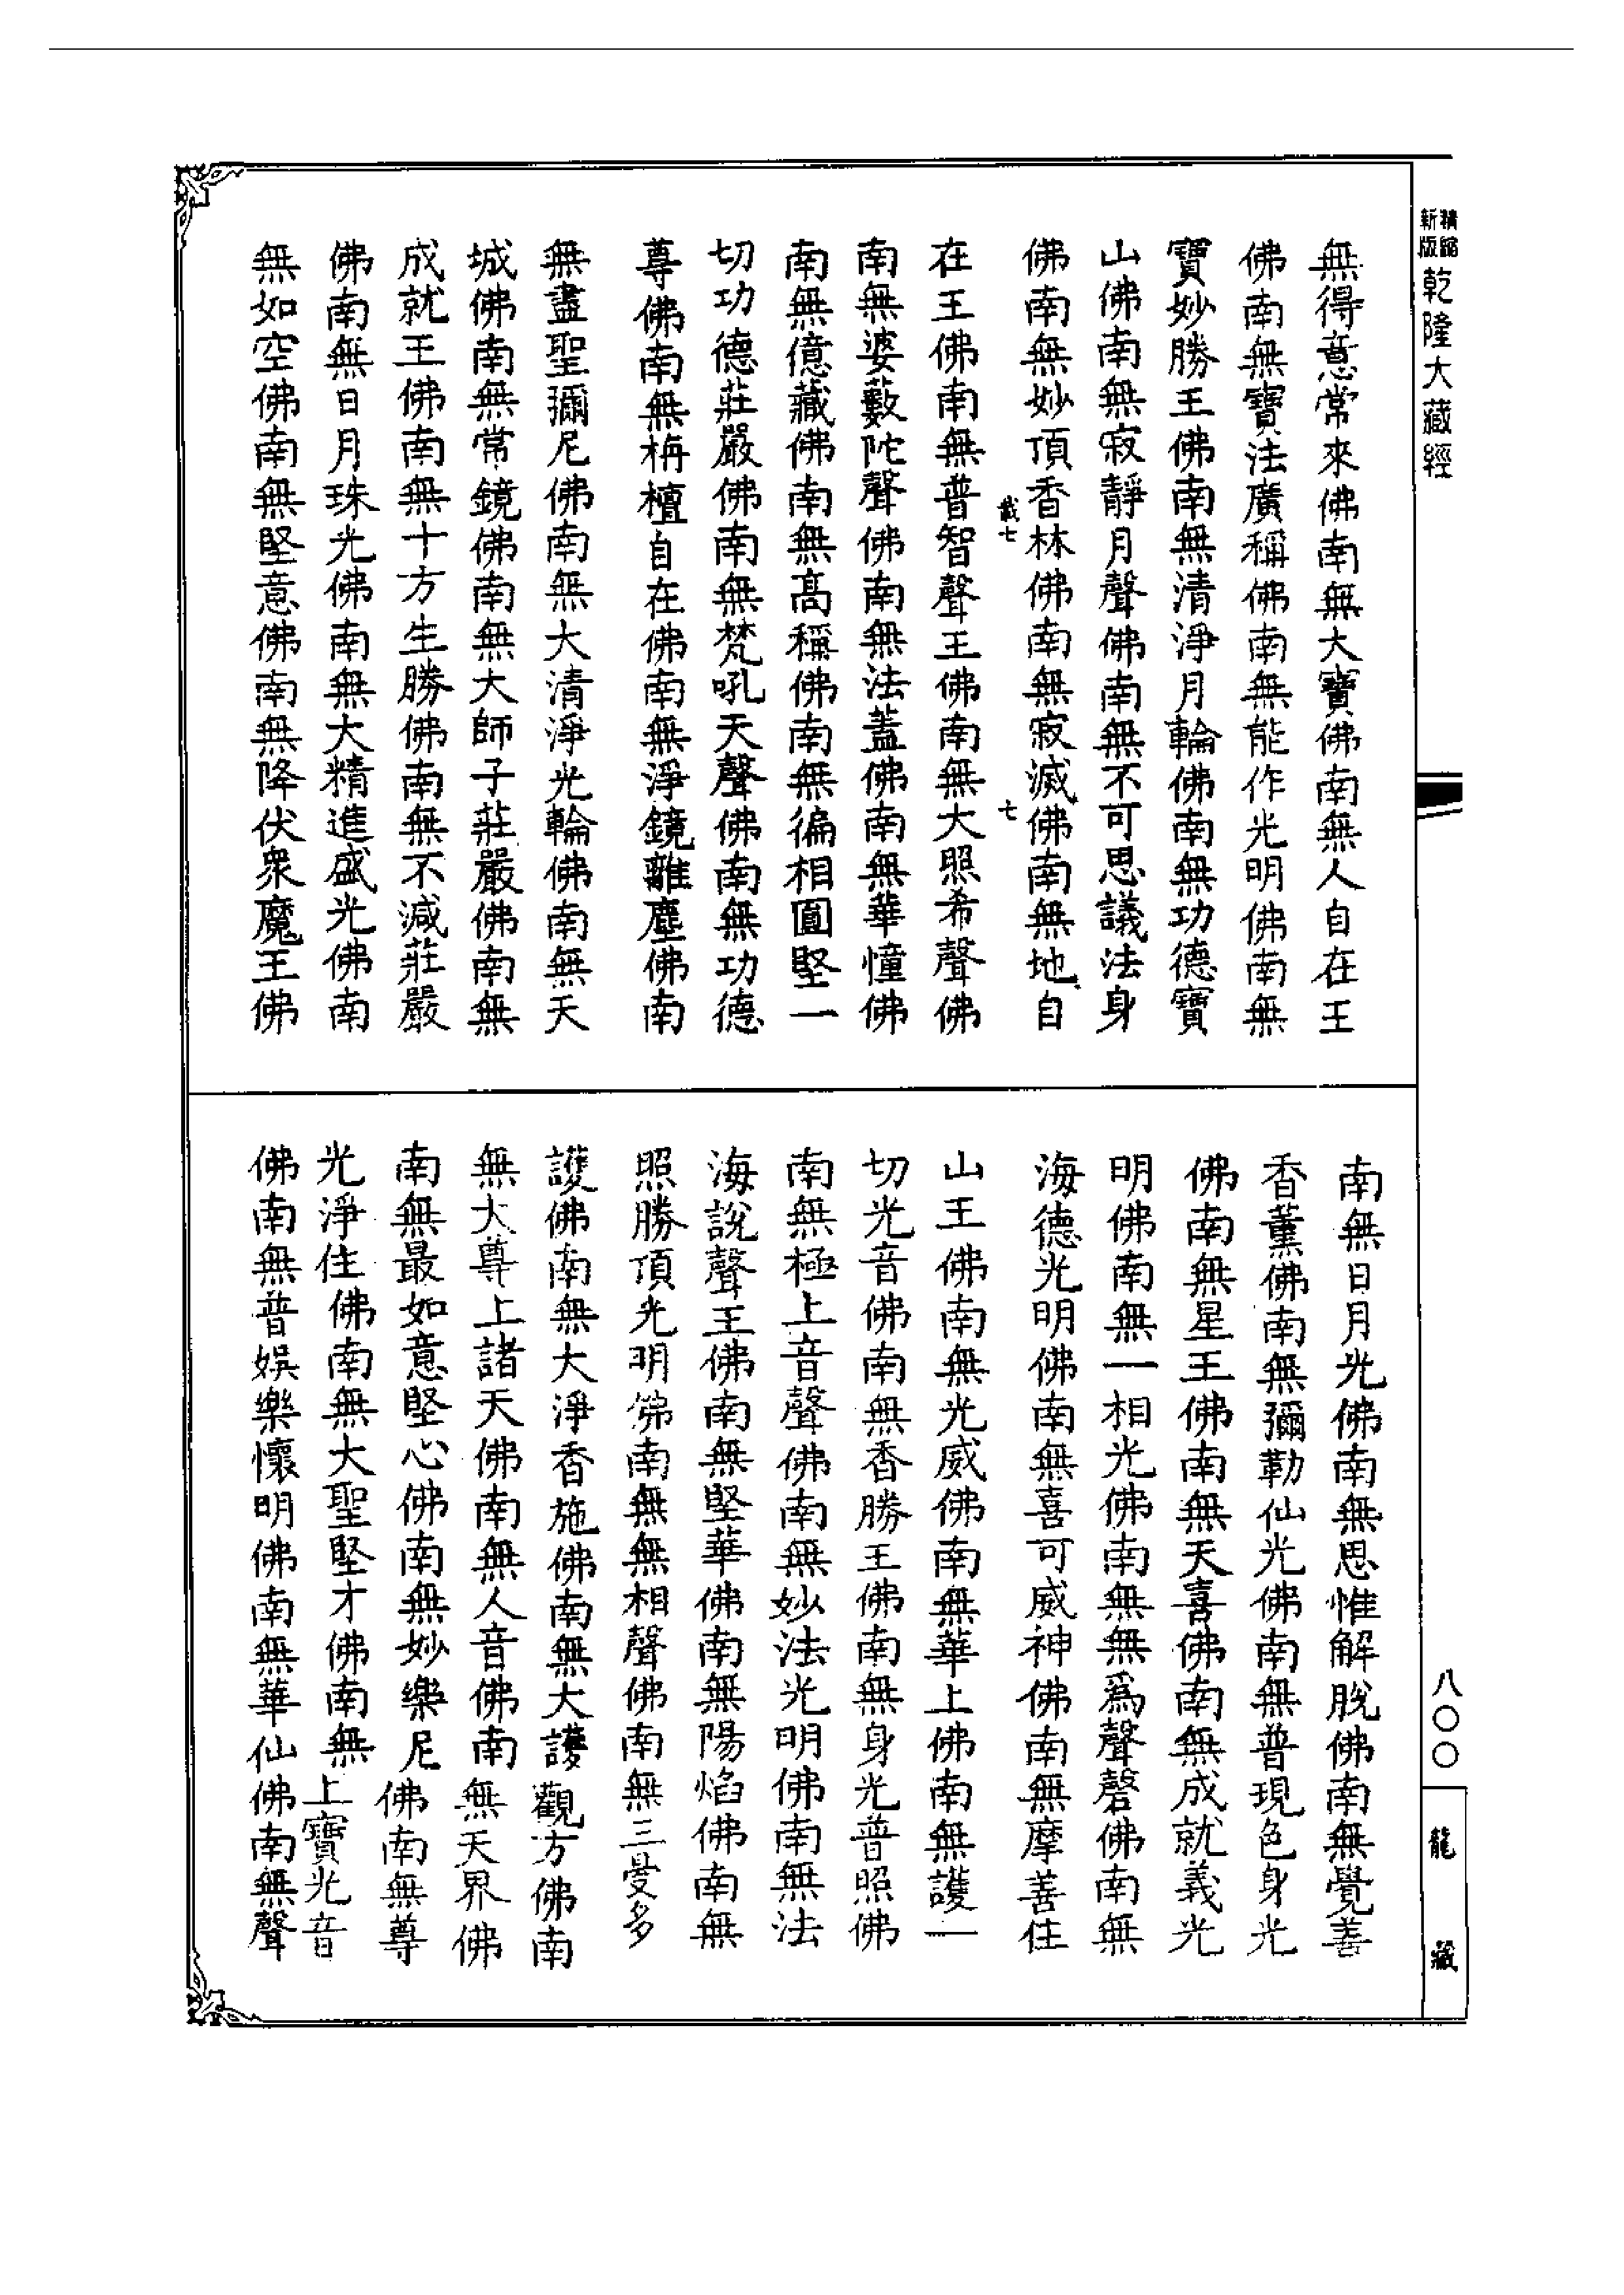 精縮
新版
乾隆大藏經
無得意常來佛南無大寶佛南無人自在王
佛南無寶法廣稱佛南無能作光明佛南無
寶妙勝王佛南無清淨月輪佛南無功德寶
山佛南無寂靜月聲佛南無不可思議法身
佛南無妙頂香林佛南無寂滅佛南無地自
載七
七
在王佛南無普智聲王佛南無大照希聲佛
南無婆藪陀聲佛南無法蓋佛南無華憧佛
南無億藏佛南無高稱佛南無徧相圓堅一
切功德莊嚴佛南無梵吼天聲佛南無功德
尊佛南無栴檀自在佛南無淨鏡離塵佛南
無盡聖彌尼佛南無大清淨光輪佛南無天
城佛南無常鏡佛南無大師子莊嚴佛南無
成就王佛南無十方生勝佛南無不減莊嚴
佛南無日月珠光佛南無大精進盛光佛南
無如空佛南無堅意佛南無降伏眾魔王佛
南無日月光佛南無思惟解脫佛南無覺善
香薰佛南無彌勒仙光佛南無普現色身光
佛南無星王佛南無天喜佛南無成就義光
明佛南無一相光佛南無無為聲磬佛南無
海德光明佛南無喜可威神佛南無摩善住
山王佛南無光威佛南無華上佛南無護一
切光音佛南無香勝王佛南無身光普照佛
南無極上音聲佛南無妙法光明佛南無法
海說聲王佛南無堅華佛南無陽焰佛南無
照勝頂光明佛南無無相聲佛南無三曼多
護佛南無大淨香施佛南無大護觀方佛南
無大尊上諸天佛南無人音佛南無天界佛
南無最如意堅心佛南無妙樂尼佛南無尊
光淨住佛南無大聖堅才佛南無上寶光音
佛南無普娛樂懷明佛南無華仙佛南無聲
八〇〇
龍
藏